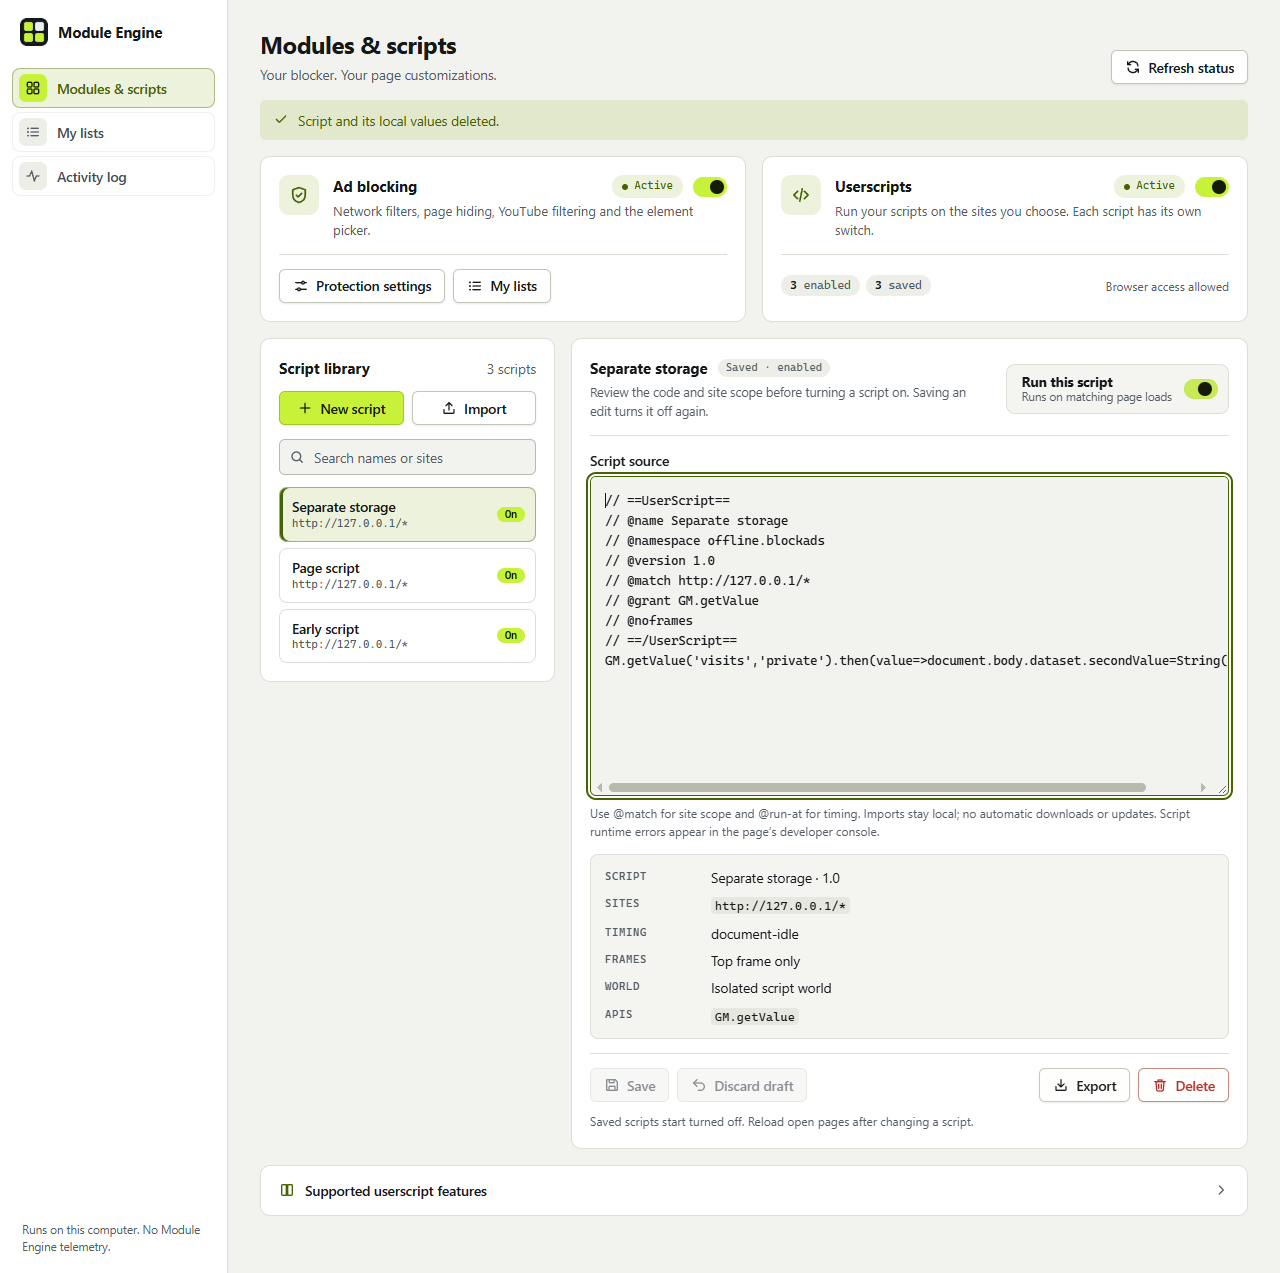 Module Engine
Modules & scripts
My lists
Activity log
Runs on this computer. No Module
Engine telemetry.
Modules & scripts
Your blocker. Your page customizations.
Refresh status
Script and its local values deleted.
Ad blocking
Active
Network filters, page hiding, YouTube filtering and the element
picker.
Protection settings
My lists
Userscripts
Active
Run your scripts on the sites you choose. Each script has its own
switch.
3 enabled
3 saved
Browser access allowed
Script library
3 scripts
New script
Import
Search names or sites
Separate storage
http://127.0.0.1/*
On
Page script
http://127.0.0.1/*
On
Early script
http://127.0.0.1/*
On
Separate storage
Saved · enabled
Review the code and site scope before turning a script on. Saving an
edit turns it off again.
Run this script
Runs on matching page loads
Script source
// ==UserScript==
// @name Separate storage
// @namespace offline.blockads
// @version 1.0
// @match http://127.0.0.1/*
// @grant GM.getValue
// @noframes
// ==/UserScript==
GM.getValue('visits','private').then(value=>document.body.dataset.secondValue=String(
Use @match for site scope and @run-at for timing. Imports stay local; no automatic downloads or updates. Script
runtime errors appear in the page's developer console.
SCRIPT
Separate storage · 1.0
SITES
http://127.0.0.1/*
TIMING
document-idle
FRAMES
Top frame only
WORLD
Isolated script world
APIS
GM.getValue
Save
Discard draft
Export
Delete
Saved scripts start turned off. Reload open pages after changing a script.
Supported userscript features